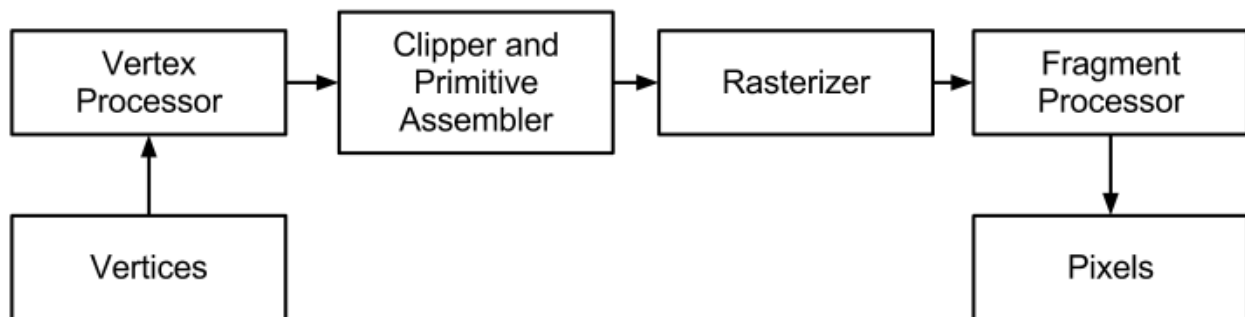 Vertex
Processor
Clipper and
Primitive
Assembler
Rasterizer
Fragment
Processor
Vertices
Pixels